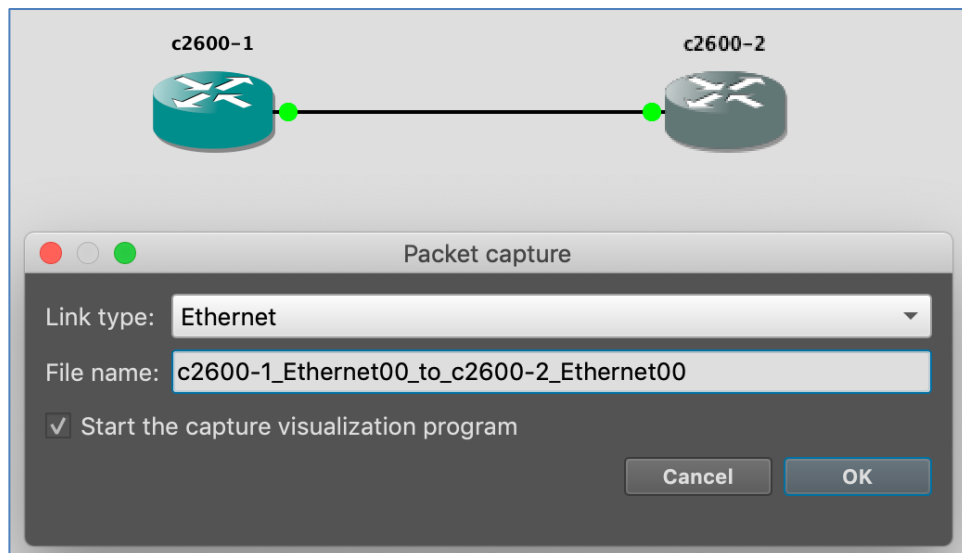 c2600-1 c2600-2
Packet capture
Link type: Ethernet
File name: c2600-1_Ethernet00_to_c2600-2_Ethernet00
Start the capture visualization program
Cancel OK